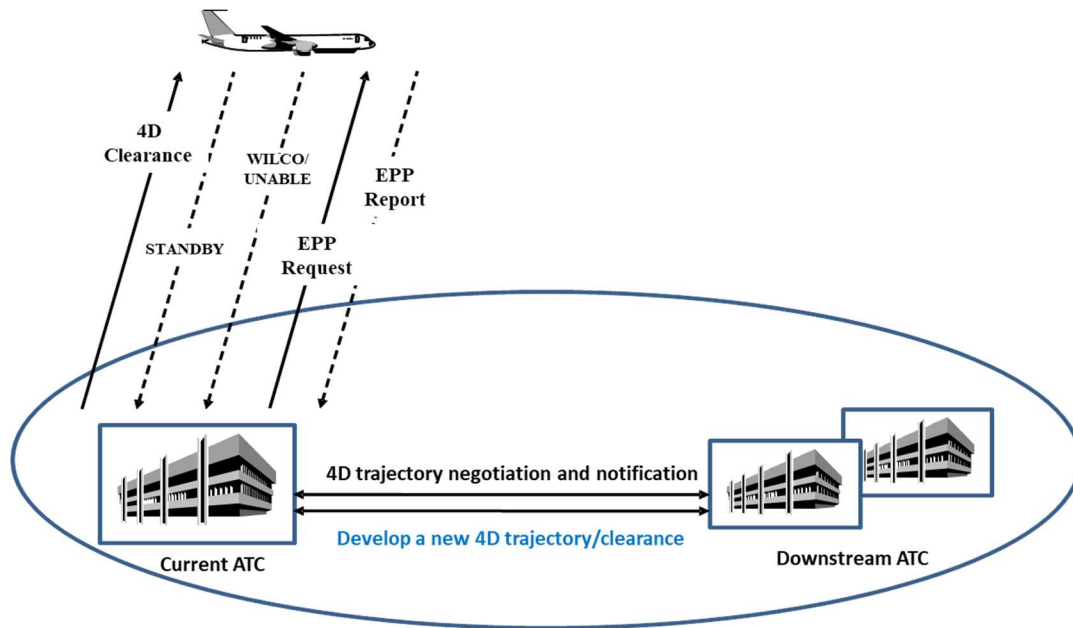 4D
Clearance
STANDBY
WILCO/
UNABLE
EPP
Request
EPP
Report
4D trajectory negotiation and notification
Develop a new 4D trajectory/clearance
Current ATC
Downstream ATC